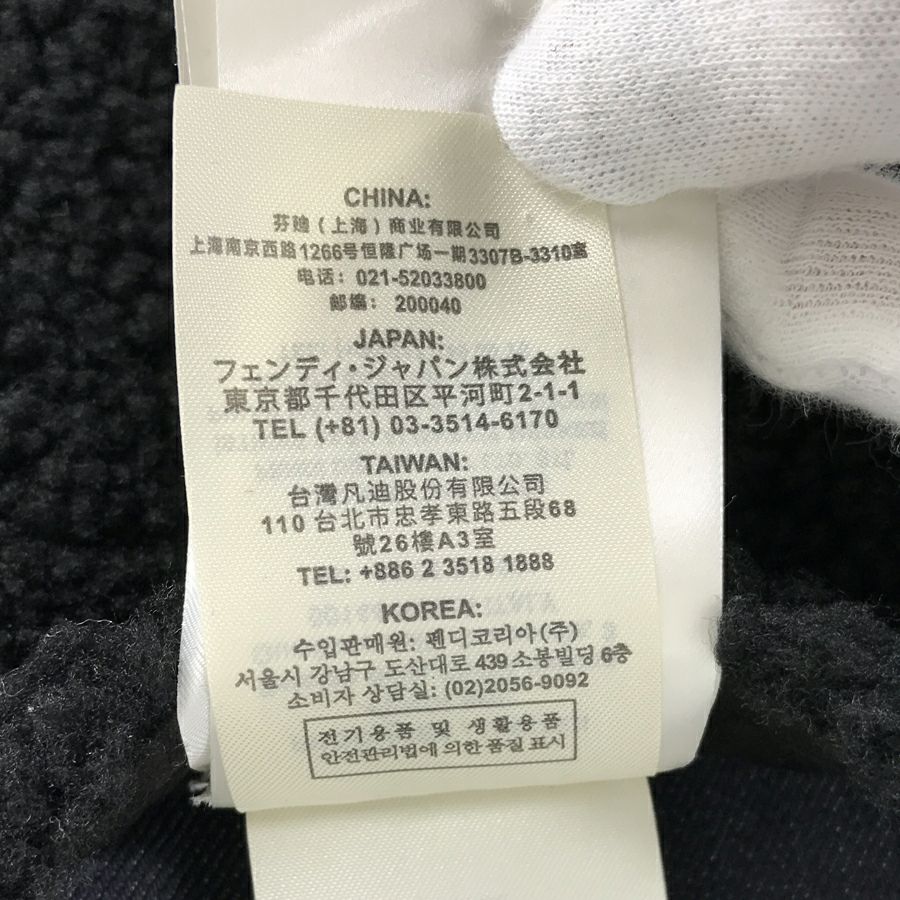 CHINA:
芬迪（上海）商业有限公司
上海南京西路1266号恒隆广场一期3307B-3310室
电话：021-52033800
邮编：200040
JAPAN:
フェンディ・ジャパン株式会社
東京都千代田区平河町2-1-1
TEL (+81) 03-3514-6170
TAIWAN:
台灣凡迪股份有限公司
110 台北市忠孝東路五段68
號26樓A3室
TEL: +886 2 3518 1888
KOREA:
수입판매원: 펜디코리아(주)
서울시 강남구 도산대로 439 소봉빌딩 6층
소비자 상담실: (02)2056-9092
전기용품 및 생활용품
안전관리법에 의한 품질 표시